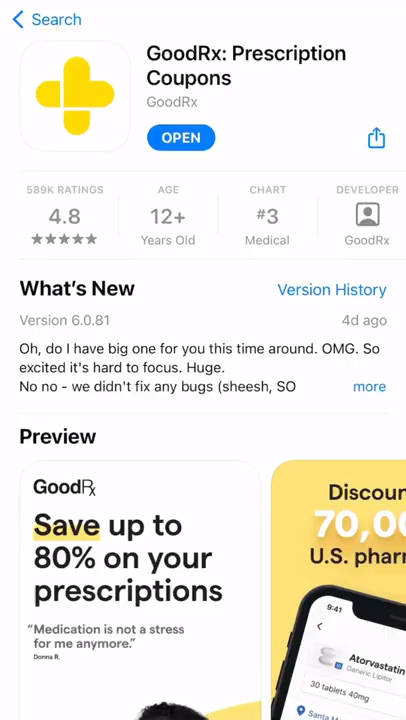 Search
GoodRx: Prescription
Coupons
GoodRx
OPEN
589K RATINGS
4.8
AGE
12+
Years Old
CHART
#3
Medical
DEVELOPER
GoodRx
What's New
Version History
Version 6.0.81
4d ago
Oh, do I have big one for you this time around. OMG. So
excited it's hard to focus. Huge.
No no - we didn't fix any bugs (sheesh, SO
more
Preview
GoodRx
Save up to
80% on your
prescriptions
“Medication is not a stress
for me anymore.”
Donna R.
Discoun
70,00
U.S. pharm
9:41
Atorvastatin
Generic Lipitor
30 tablets 40mg
Santa M